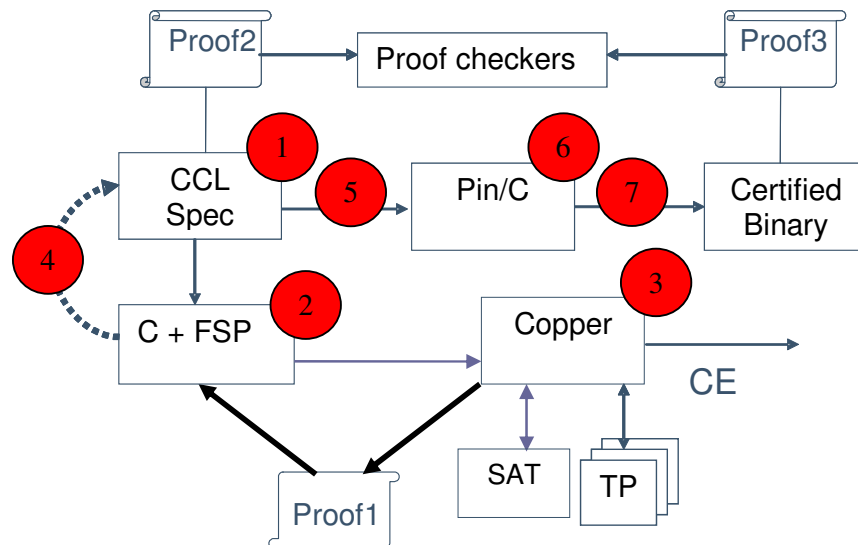 Proof2
Proof checkers
Proof3
1
CCL
Spec
5
6
Pin/C
7
Certified
Binary
4
2
C + FSP
3
Copper
CE
SAT
TP
Proof1